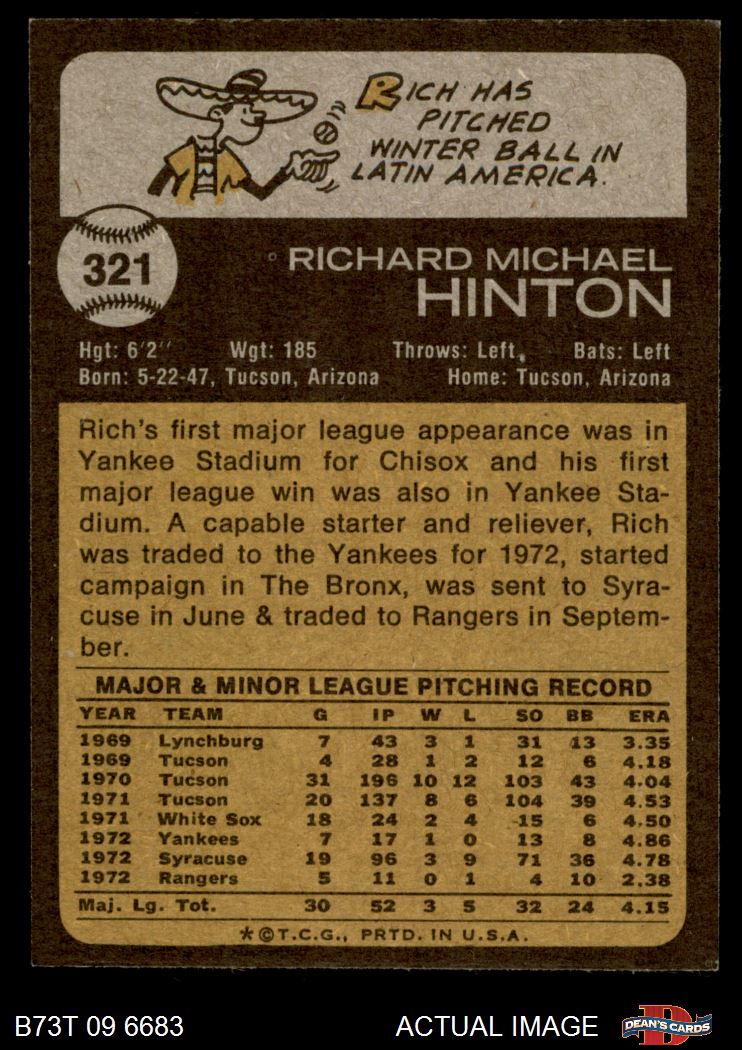 RICH HAS
PITCHED
WINTER BALL IN
LATIN AMERICA.
321
RICHARD MICHAEL
HINTON
Hgt: 6'2" Wgt: 185 Throws: Left. Bats: Left
Born: 5-22-47, Tucson, Arizona Home: Tucson, Arizona
Rich's first major league appearance was in
Yankee Stadium for Chisox and his first
major league win was also in Yankee Sta-
dium. A capable starter and reliever, Rich
was traded to the Yankees for 1972, started
campaign in The Bronx, was sent to Syra-
cuse in June & traded to Rangers in Septem-
ber.
MAJOR & MINOR LEAGUE PITCHING RECORD
YEAR TEAM G IP W L SO BB ERA
1969 Lynchburg 7 43 3 1 31 13 3.35
1969 Tucson 4 28 1 2 12 6 4.18
1970 Tucson 31 196 10 12 103 43 4.04
1971 Tucson 20 137 8 6 104 39 4.53
1971 White Sox 18 24 2 4 15 6 4.50
1972 Yankees 7 17 1 0 13 8 4.86
1972 Syracuse 19 96 3 9 71 36 4.78
1972 Rangers 5 11 0 1 4 10 2.38
Maj. Lg. Tot. 30 52 3 5 32 24 4.15
*©T.C.G., PRTD. IN U.S.A.
B73T 09 6683 ACTUAL IMAGE D DEAN'S CARDS